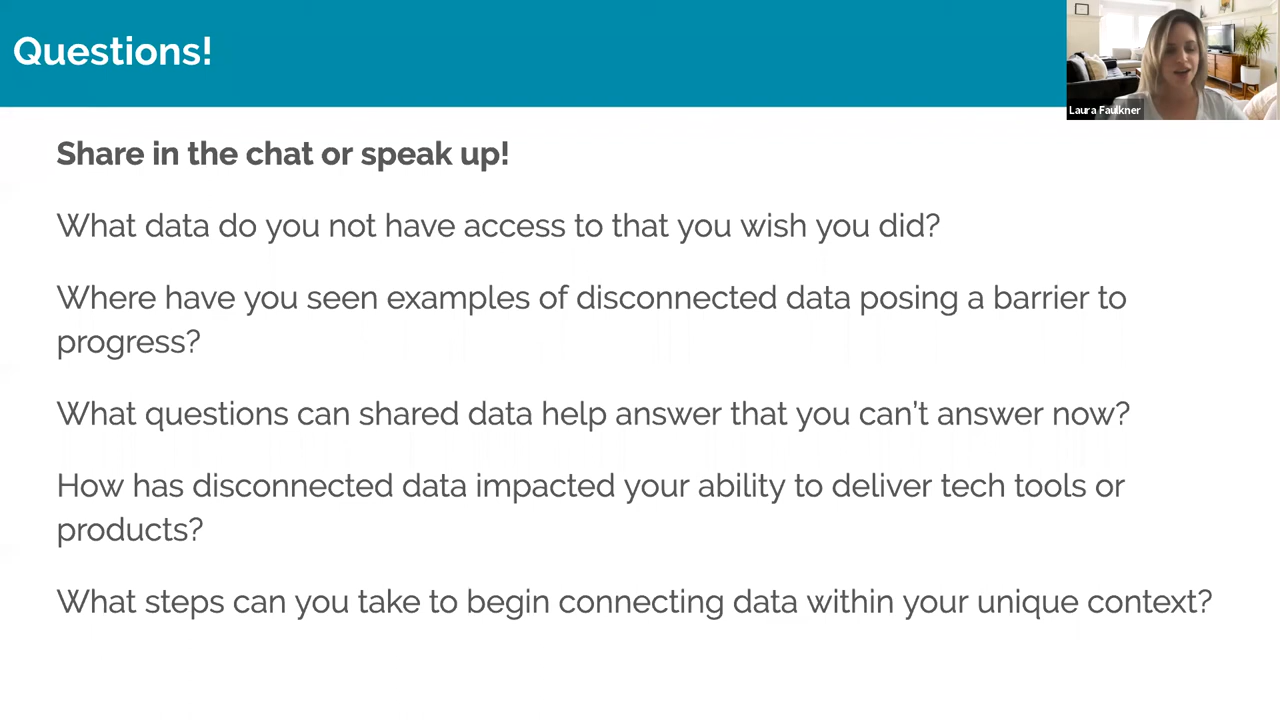 Questions!
Laura Faulkner
Share in the chat or speak up!
What data do you not have access to that you wish you did?
Where have you seen examples of disconnected data posing a barrier to
progress?
What questions can shared data help answer that you can't answer now?
How has disconnected data impacted your ability to deliver tech tools or
products?
What steps can you take to begin connecting data within your unique context?